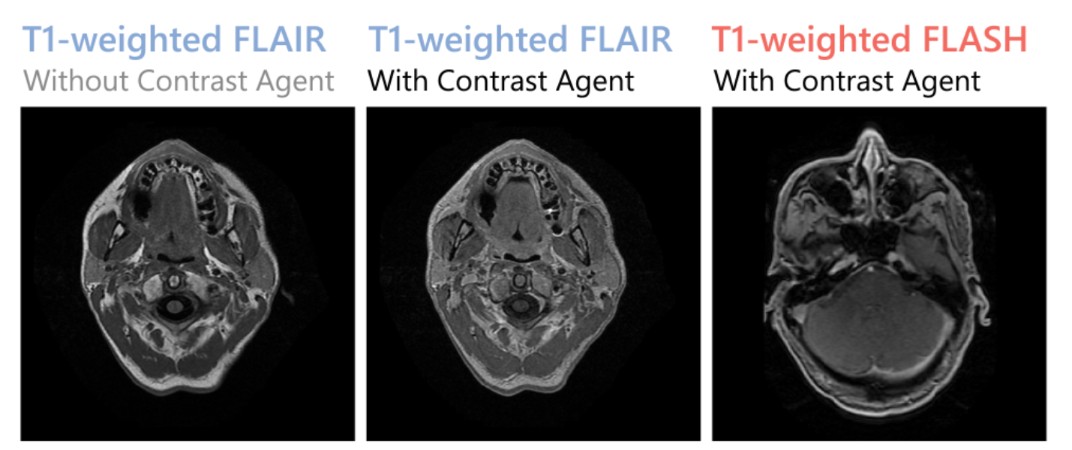 T1-weighted FLAIR
Without Contrast Agent
T1-weighted FLAIR
With Contrast Agent
T1-weighted FLASH
With Contrast Agent